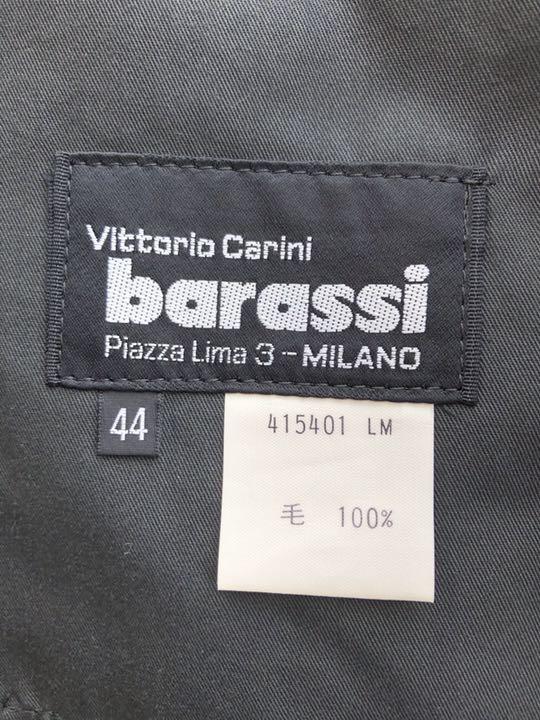 Vittorio Carini
barassi
Piazza Lima 3 - MILANO
44
415401 LM
毛 100%